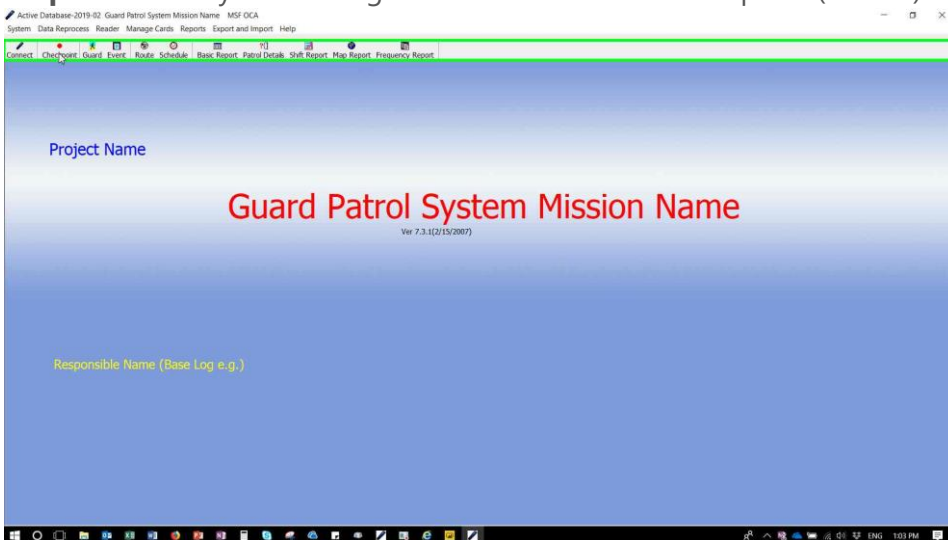 Active Database-2019-02 Guard Patrol System Mission Name MSF OCA
System Data Reprocess Reader Manage Cards Reports Export and Import Help
Connect Checkpoint Guard Event Route Schedule Basic Report Patrol Details Shift Report Map Report Frequency Report
Project Name
Guard Patrol System Mission Name
Ver 7.3.1(2/15/2007)
Responsible Name (Base Log e.g.)
ENG 1:03 PM